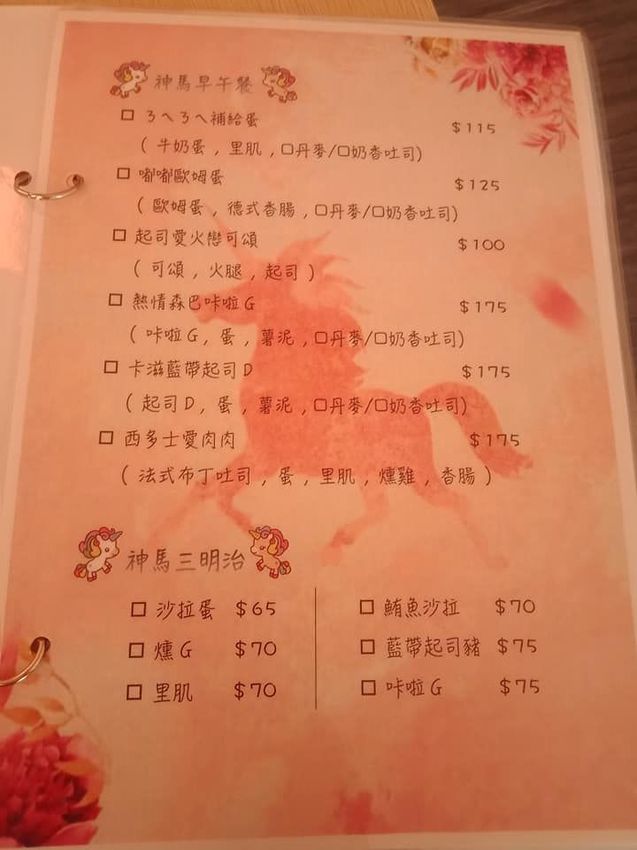 神馬早午餐
ろへろへ補給蛋 $115
( 牛奶蛋 , 里肌 , □丹麥/□奶香吐司)
嘟嘟歐姆蛋 $125
( 歐姆蛋 , 德式香腸 , □丹麥/□奶香吐司)
起司愛火戀可頌 $100
( 可頌 , 火腿 , 起司 )
熱情森巴咔啦G $175
( 咔啦G, 蛋 , 薯泥 , □丹麥/□奶香吐司)
卡滋藍帶起司D $175
( 起司D, 蛋 , 薯泥 , □丹麥/□奶香吐司)
西多士愛肉肉 $175
( 法式布丁吐司 , 蛋 , 里肌 , 燻雞 , 香腸 )
神馬三明治
沙拉蛋 $65
燻G $70
里肌 $70
鮪魚沙拉 $70
藍帶起司豬 $75
咔啦G $75